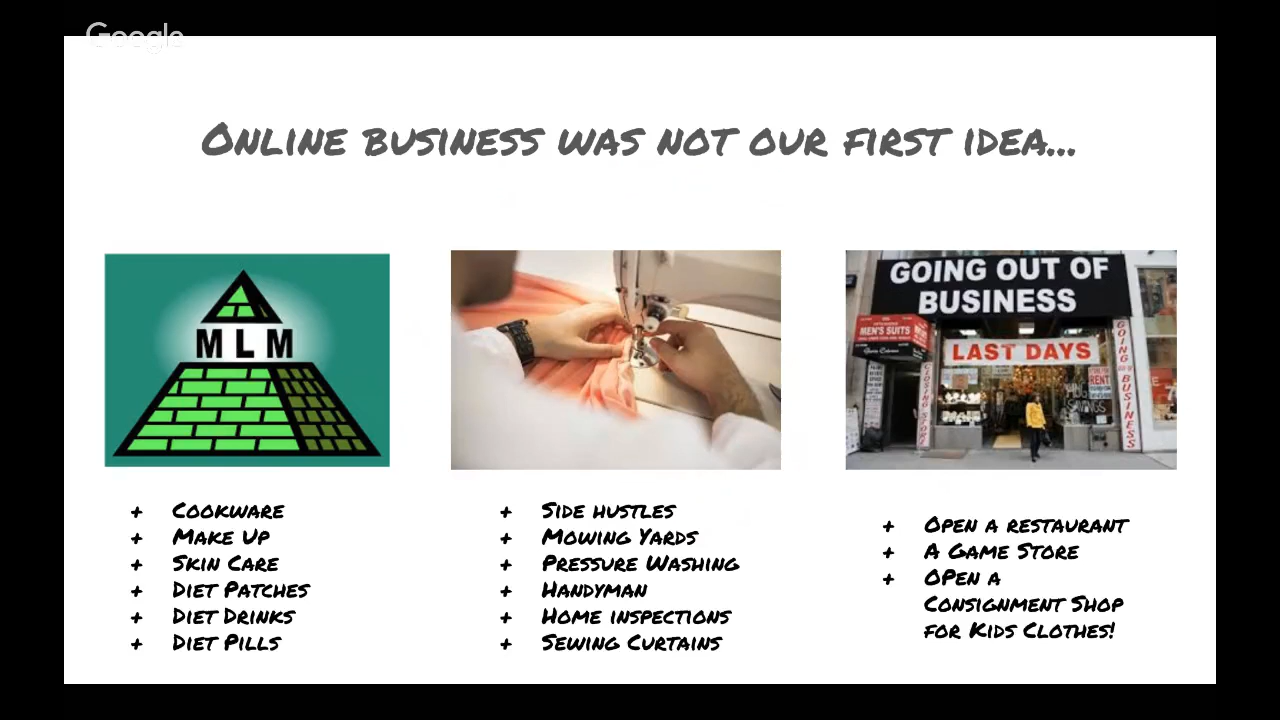 Google
Online business was not our first idea...
MLM
GOING OUT OF
BUSINESS
MEN'S SUITS
LAST DAYS
RENT
GOING OUT OF BUSINESS
+ Cookware
+ Make Up
+ Skin Care
+ Diet Patches
+ Diet Drinks
+ Diet Pills
+ Side hustles
+ Mowing Yards
+ Pressure Washing
+ Handyman
+ Home inspections
+ Sewing Curtains
+ Open a restaurant
+ A Game Store
+ OPen a
Consignment Shop
for Kids Clothes!